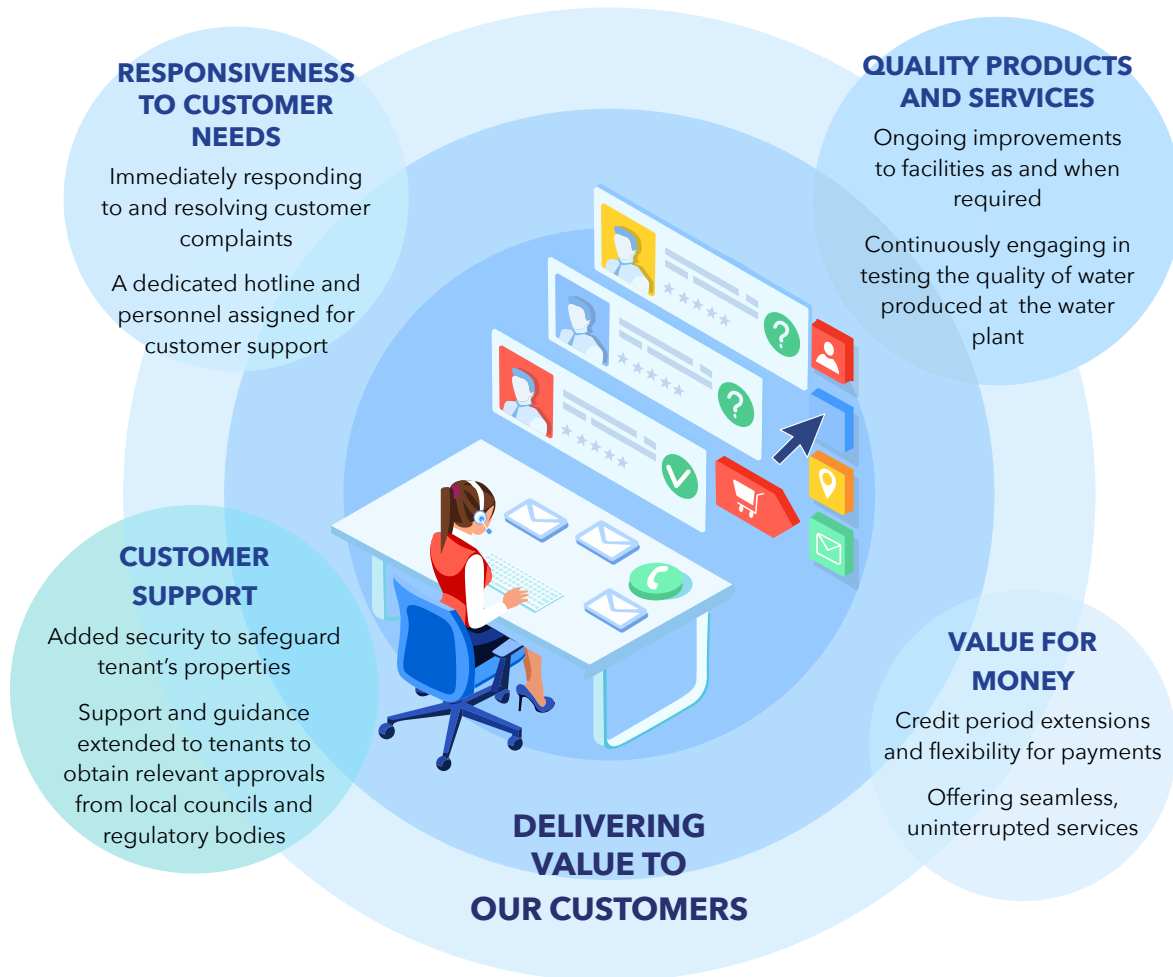 RESPONSIVENESS
TO CUSTOMER
NEEDS
Immediately responding
to and resolving customer
complaints
A dedicated hotline and
personnel assigned for
customer support
QUALITY PRODUCTS
AND SERVICES
Ongoing improvements
to facilities as and when
required
Continuously engaging in
testing the quality of water
produced at the water
plant
CUSTOMER
SUPPORT
Added security to safeguard
tenant’s properties
Support and guidance
extended to tenants to
obtain relevant approvals
from local councils and
regulatory bodies
VALUE FOR
MONEY
Credit period extensions
and flexibility for payments
Offering seamless,
uninterrupted services
DELIVERING
VALUE TO
OUR CUSTOMERS